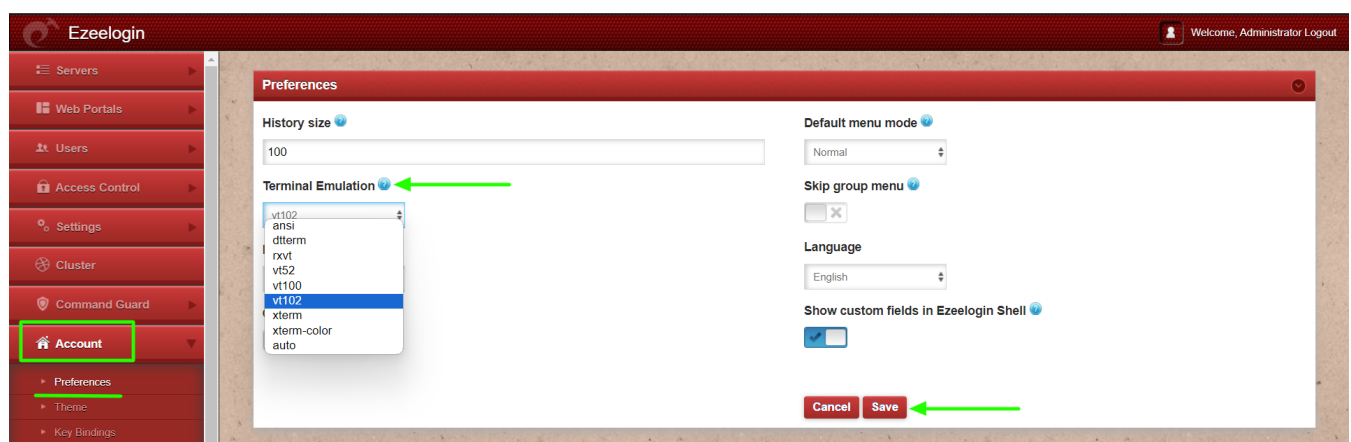 Ezeelogin
Welcome, Administrator Logout
Servers
Web Portals
Users
Access Control
Settings
Cluster
Command Guard
Account
Preferences
Theme
Key Bindings
Preferences
History size
100
Terminal Emulation
vt102
ansi
dtterm
rxvt
vt52
vt100
vt102
xterm
xterm-color
auto
Default menu mode
Normal
Skip group menu
Language
English
Show custom fields in Ezeelogin Shell
Cancel
Save